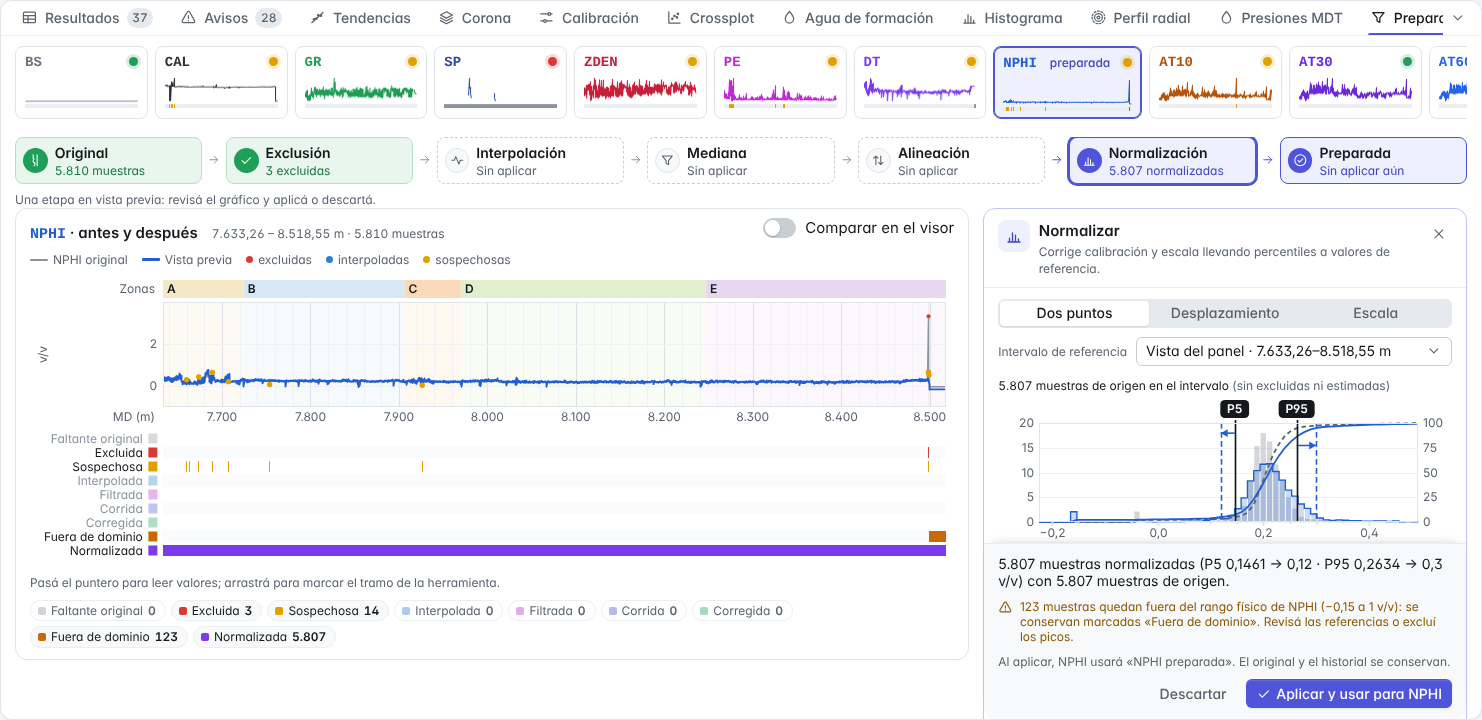 Resultados 37 Avisos 28 Tendencias Corona Calibración Crossplot Agua de formación Histograma Perfil radial Presiones MDT
BS CAL GR SP ZDEN PE DT NPHI preparada AT10 AT30
Original Exclusión Interpolación Mediana Alineación Normalización Preparada
5.810 muestras 3 excluidas Sin aplicar Sin aplicar Sin aplicar 5.807 normalizadas Sin aplicar aún
Una etapa en vista previa: revisá el gráfico y aplicá o descartá.
NPHI · antes y después 7.633,26 – 8.518,55 m · 5.810 muestras
Comparar en el visor
NPHI original Vista previa excluidas interpoladas sospechosas
Zonas A B C D E
v/v
2
0
MD (m) 7.700 7.800 7.900 8.000 8.100 8.200 8.300 8.400 8.500
Faltante original
Excluida
Sospechosa
Interpolada
Filtrada
Corrida
Corregida
Fuera de dominio
Normalizada
Pasá el puntero para leer valores; arrastrá para marcar el tramo de la herramienta.
Faltante original 0 Excluida 3 Sospechosa 14 Interpolada 0 Filtrada 0 Corrida 0 Corregida 0
Fuera de dominio 123 Normalizada 5.807
Normalizar
Corrige calibración y escala llevando percentiles a valores de
referencia.
Dos puntos Desplazamiento Escala
Intervalo de referencia Vista del panel · 7.633,26–8.518,55 m
5.807 muestras de origen en el intervalo (sin excluidas ni estimadas)
P5 P95
20 100
15 75
10 50
5 25
0 0
−0,2 0,0 0,2 0,4
5.807 muestras normalizadas (P5 0,1461 → 0,12 · P95 0,2634 → 0,3
v/v) con 5.807 muestras de origen.
123 muestras quedan fuera del rango físico de NPHI (−0,15 a 1 v/v): se
conservan marcadas «Fuera de dominio». Revisá las referencias o excluí
los picos.
Al aplicar, NPHI usará «NPHI preparada». El original y el historial se conservan.
Descartar Aplicar y usar para NPHI